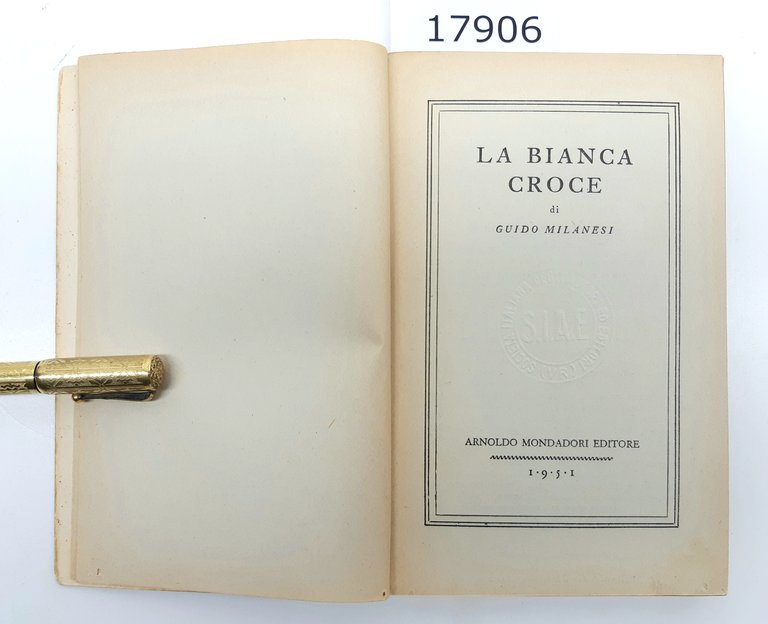 17906
LA BIANCA
CROCE
di
GUIDO MILANESI
S.I.A.E
ARNOLDO MONDADORI EDITORE
1·9·5·1